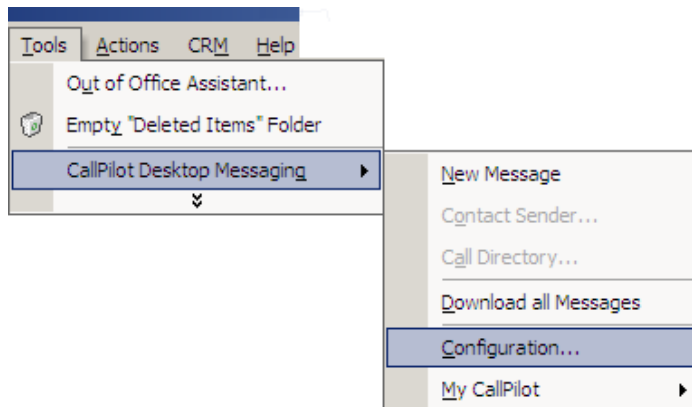 Tools Actions CRM Help
Out of Office Assistant...
Empty "Deleted Items" Folder
CallPilot Desktop Messaging
New Message
Contact Sender...
Call Directory...
Download all Messages
Configuration...
My CallPilot